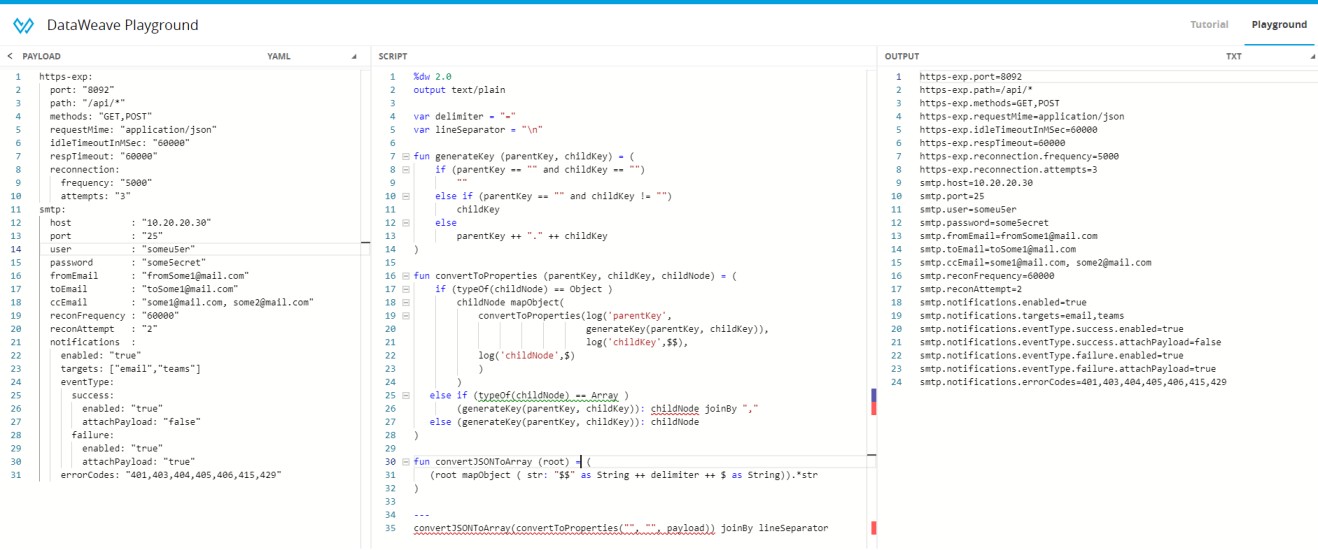 DataWeave Playground
Tutorial Playground
< PAYLOAD YAML
1 https-exp:
2 port: "8092"
3 path: "/api/*"
4 methods: "GET,POST"
5 requestMime: "application/json"
6 idleTimeoutInMSec: "60000"
7 respTimeout: "60000"
8 reconnection:
9 frequency: "5000"
10 attempts: "3"
11 smtp:
12 host : "10.20.20.30"
13 port : "25"
14 user : "someu5er"
15 password : "some5ecret"
16 fromEmail : "fromSome1@mail.com"
17 toEmail : "toSome1@mail.com"
18 ccEmail : "some1@mail.com, some2@mail.com"
19 reconFrequency : "60000"
20 reconAttempt : "2"
21 notifications :
22 enabled: "true"
23 targets: ["email","teams"]
24 eventType:
25 success:
26 enabled: "true"
27 attachPayload: "false"
28 failure:
29 enabled: "true"
30 attachPayload: "true"
31 errorCodes: "401,403,404,405,406,415,429"
SCRIPT
1 %dw 2.0
2 output text/plain
3
4 var delimiter = "="
5 var lineSeparator = "\n"
6
7 fun generateKey (parentKey, childKey) = (
8 if (parentKey == "" and childKey == "")
9 ""
10 else if (parentKey == "" and childKey != "")
11 childKey
12 else
13 parentKey ++ "." ++ childKey
14 )
15
16 fun convertToProperties (parentKey, childKey, childNode) = (
17 if (typeOf(childNode) == Object )
18 childNode mapObject(
19 convertToProperties(log('parentKey',
20 generateKey(parentKey, childKey)),
21 log('childKey',$$),
22 log('childNode',$)
23 )
24 )
25 else if (typeOf(childNode) == Array )
26 (generateKey(parentKey, childKey)): childNode joinBy ","
27 else (generateKey(parentKey, childKey)): childNode
28 )
29
30 fun convertJSONToArray (root) = (
31 (root mapObject ( str: "$$" as String ++ delimiter ++ $ as String)).*str
32 )
33
34 ---
35 convertJSONToArray(convertToProperties("", "", payload)) joinBy lineSeparator
OUTPUT TXT
1 https-exp.port=8092
2 https-exp.path=/api/*
3 https-exp.methods=GET,POST
4 https-exp.requestMime=application/json
5 https-exp.idleTimeoutInMSec=60000
6 https-exp.respTimeout=60000
7 https-exp.reconnection.frequency=5000
8 https-exp.reconnection.attempts=3
9 smtp.host=10.20.20.30
10 smtp.port=25
11 smtp.user=someu5er
12 smtp.password=some5ecret
13 smtp.fromEmail=fromSome1@mail.com
14 smtp.toEmail=toSome1@mail.com
15 smtp.ccEmail=some1@mail.com, some2@mail.com
16 smtp.reconFrequency=60000
17 smtp.reconAttempt=2
18 smtp.notifications.enabled=true
19 smtp.notifications.targets=email,teams
20 smtp.notifications.eventType.success.enabled=true
21 smtp.notifications.eventType.success.attachPayload=false
22 smtp.notifications.eventType.failure.enabled=true
23 smtp.notifications.eventType.failure.attachPayload=true
24 smtp.notifications.errorCodes=401,403,404,405,406,415,429